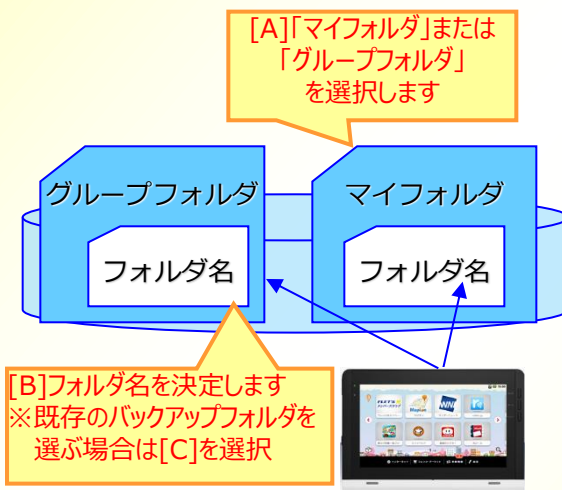 [A]「マイフォルダ」または
「グループフォルダ」
を選択します
グループフォルダ
マイフォルダ
フォルダ名
フォルダ名
[B]フォルダ名を決定します
※既存のバックアップフォルダを
選ぶ場合は[C]を選択